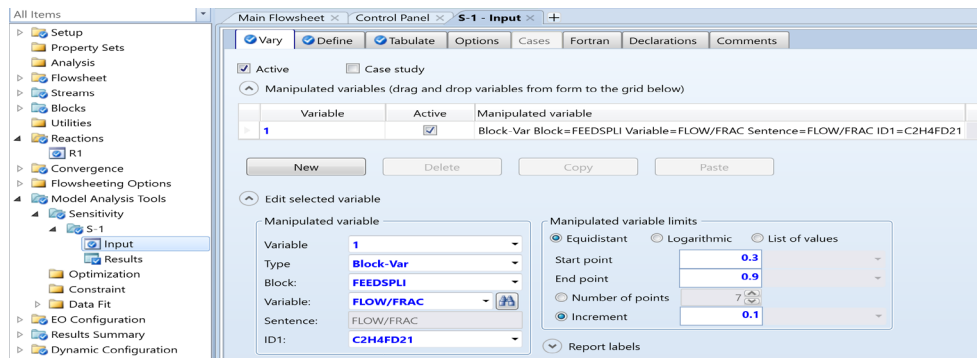 All Items
Setup
Property Sets
Analysis
Flowsheet
Streams
Blocks
Utilities
Reactions
R1
Convergence
Flowsheeting Options
Model Analysis Tools
Sensitivity
S-1
Input
Results
Optimization
Constraint
Data Fit
EO Configuration
Results Summary
Dynamic Configuration
Main Flowsheet × Control Panel × S-1 - Input × +
Vary Define Tabulate Options Cases Fortran Declarations Comments
Active Case study
Manipulated variables (drag and drop variables from form to the grid below)
Variable Active Manipulated variable
1 Block-Var Block=FEEDSPLI Variable=FLOW/FRAC Sentence=FLOW/FRAC ID1=C2H4FD21
New Delete Copy Paste
Edit selected variable
Manipulated variable
Variable 1
Type Block-Var
Block: FEEDSPLI
Variable: FLOW/FRAC
Sentence: FLOW/FRAC
ID1: C2H4FD21
Manipulated variable limits
Equidistant Logarithmic List of values
Start point 0.3
End point 0.9
Number of points 7
Increment 0.1
Report labels